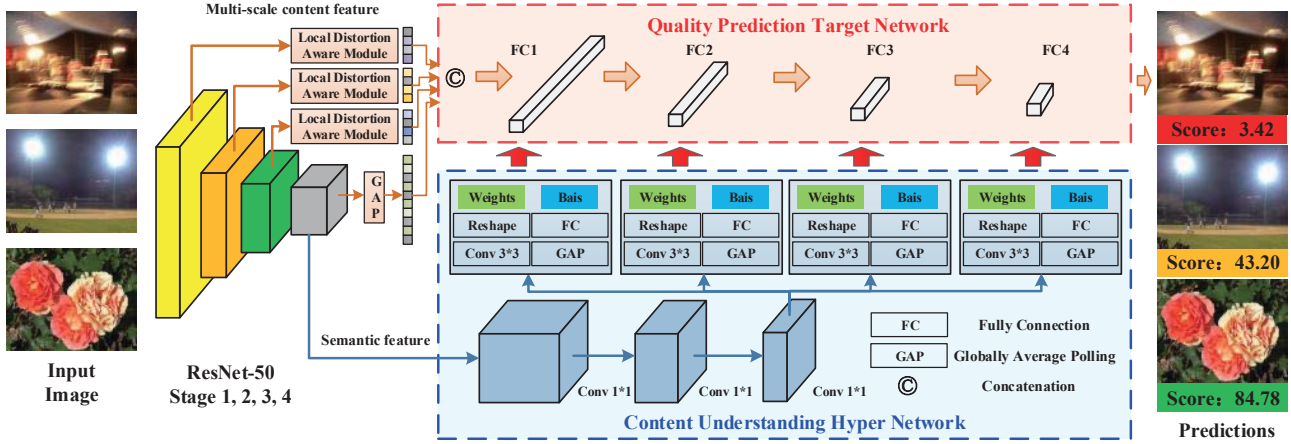 Multi-scale content feature
Local Distortion
Aware Module
Local Distortion
Aware Module
Local Distortion
Aware Module
G
A
P
Semantic feature
Input
Image
ResNet-50
Stage 1, 2, 3, 4
Quality Prediction Target Network
©
FC1
FC2
FC3
FC4
Weights Bais
Reshape FC
Conv 3*3 GAP
Weights Bais
Reshape FC
Conv 3*3 GAP
Weights Bais
Reshape FC
Conv 3*3 GAP
Weights Bais
Reshape FC
Conv 3*3 GAP
Conv 1*1
Conv 1*1
Conv 1*1
FC Fully Connection
GAP Globally Average Polling
© Concatenation
Content Understanding Hyper Network
Score: 3.42
Score: 43.20
Score: 84.78
Predictions